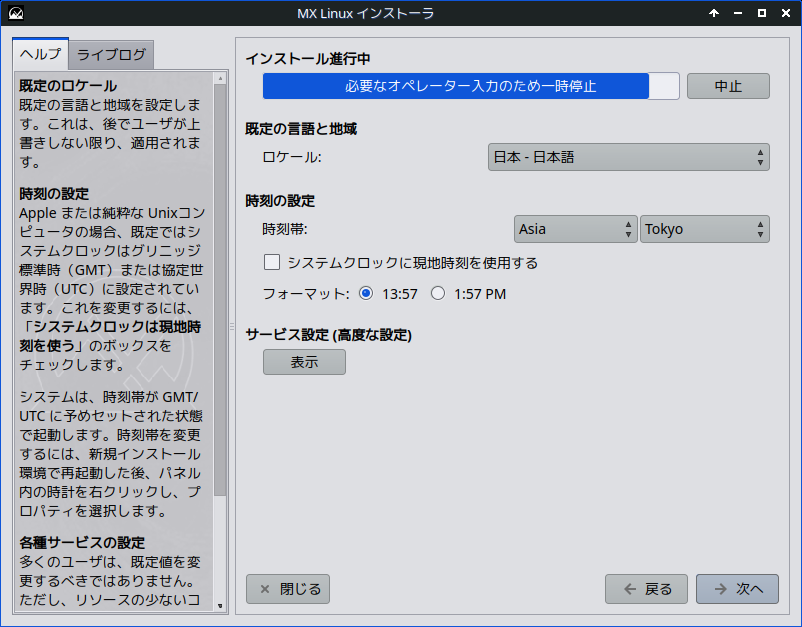 MX Linux インストーラ
ヘルプ
ライブログ
既定のロケール
既定の言語と地域を設定しま
す。これは、後でユーザが上
書きしない限り、適用されま
す。
時刻の設定
Apple または純粋な Unixコン
ピュータの場合、既定ではシ
ステムクロックはグリニッジ
標準時（GMT）または協定世
界時（UTC）に設定されてい
ます。これを変更するには、
「システムクロックは現地時
刻を使う」のボックスを
チェックします。
システムは、時刻帯が GMT/
UTC に予めセットされた状態
で起動します。時刻帯を変更
するには、新規インストール
環境で再起動した後、パネル
内の時計を右クリックし、プ
ロパティを選択します。
各種サービスの設定
多くのユーザは、既定値を変
更するべきではありません。
ただし、リソースの少ないコ
インストール進行中
必要なオペレーター入力のため一時停止
中止
既定の言語と地域
ロケール:
日本 - 日本語
時刻の設定
時刻帯:
Asia
Tokyo
システムクロックに現地時刻を使用する
フォーマット: 13:57 1:57 PM
サービス設定 (高度な設定)
表示
閉じる
戻る
次へ